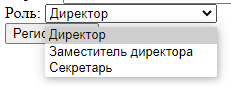 Роль: Директор
Регис
Директор
Заместитель директора
Секретарь